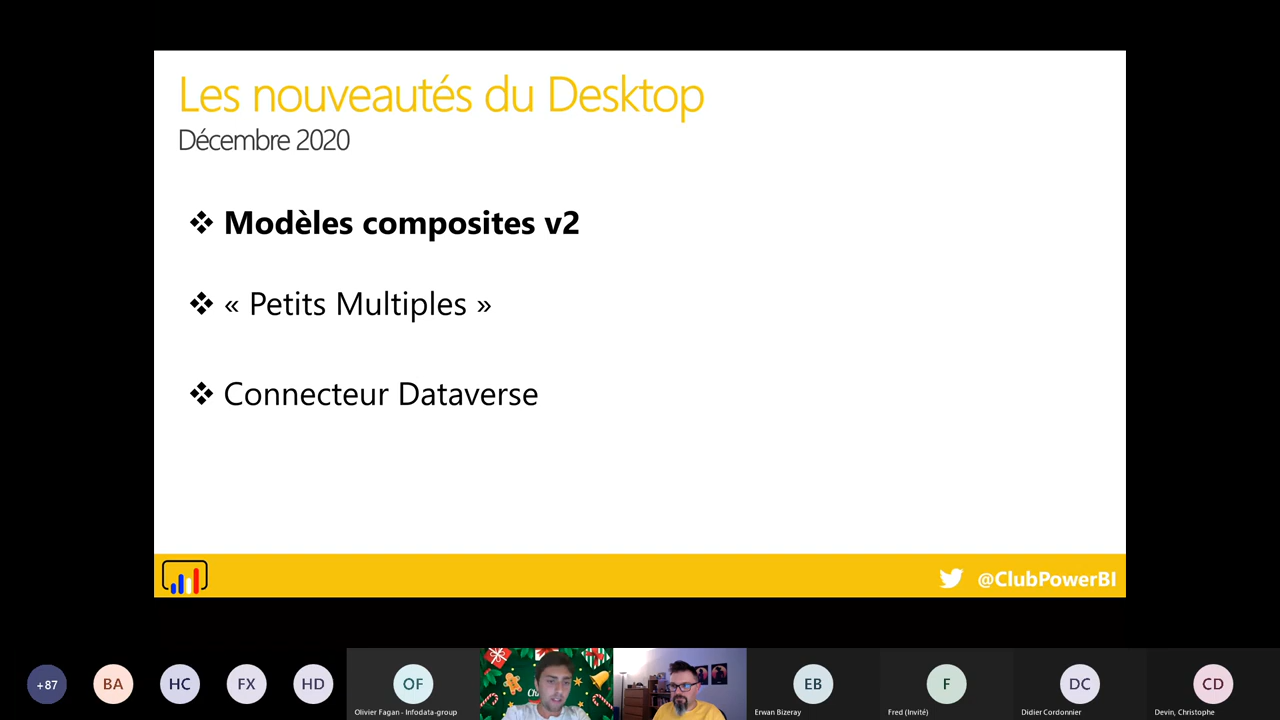 Les nouveautés du Desktop
Décembre 2020
Modèles composites v2
« Petits Multiples »
Connecteur Dataverse
@ClubPowerBI
+87
BA
HC
FX
HD
OF
EB
F
DC
CD
Olivier Fagan - Infodata-group
Erwan Bizeray
Fred (Invité)
Didier Cordonnier
Devin, Christophe